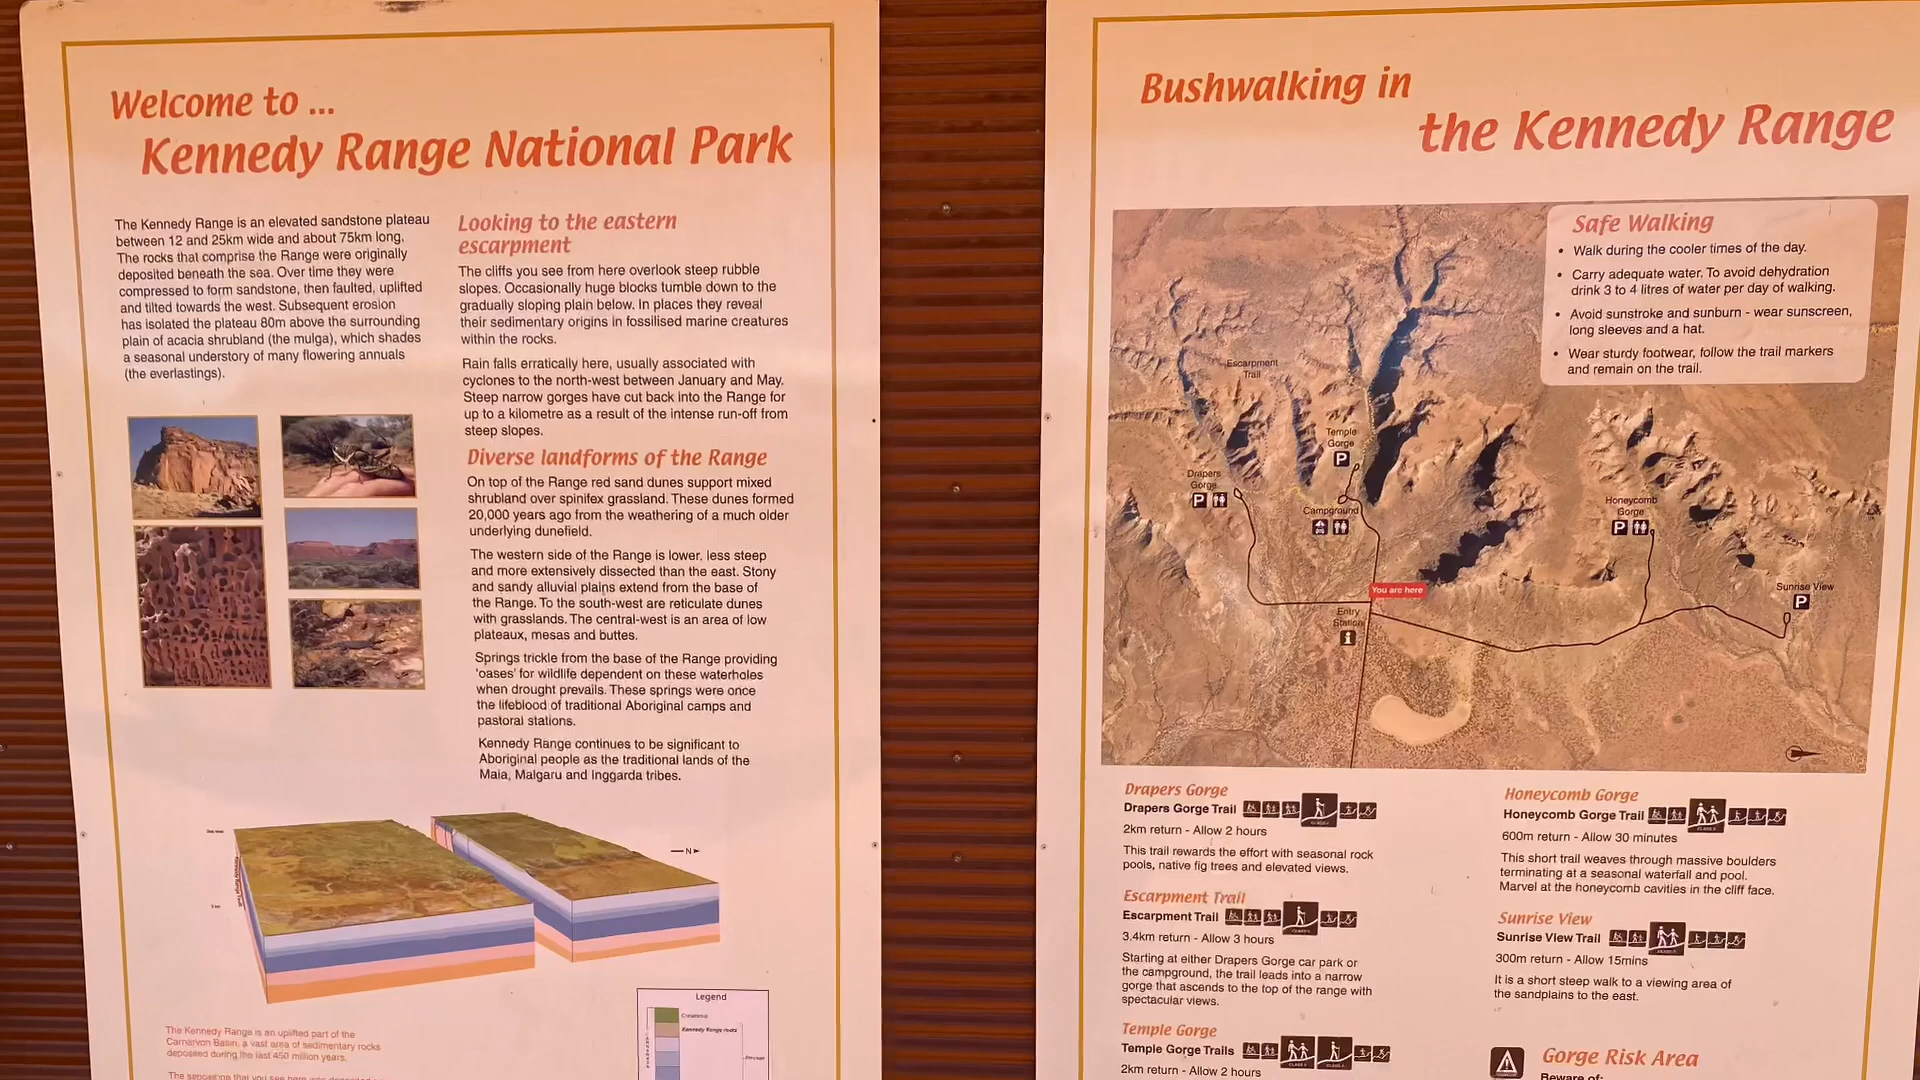 Welcome to ...
Kennedy Range National Park
The Kennedy Range is an elevated sandstone plateau
between 12 and 25km wide and about 75km long.
The rocks that comprise the Range were originally
deposited beneath the sea. Over time they were
compressed to form sandstone, then faulted, uplifted
and tilted towards the west. Subsequent erosion
has isolated the plateau 80m above the surrounding
plain of acacia shrubland (the mulga), which shades
a seasonal understory of many flowering annuals
(the everlastings).
Looking to the eastern
escarpment
The cliffs you see from here overlook steep rubble
slopes. Occasionally huge blocks tumble down to the
gradually sloping plain below. In places they reveal
their sedimentary origins in fossilised marine creatures
within the rocks.
Rain falls erratically here, usually associated with
cyclones to the north-west between January and May.
Steep narrow gorges have cut back into the Range for
up to a kilometre as a result of the intense run-off from
steep slopes.
Diverse landforms of the Range
On top of the Range red sand dunes support mixed
shrubland over spinifex grassland. These dunes formed
20,000 years ago from the weathering of a much older
underlying dunefield.
The western side of the Range is lower, less steep
and more extensively dissected than the east. Stony
and sandy alluvial plains extend from the base of
the Range. To the south-west are reticulate dunes
with grasslands. The central-west is an area of low
plateaux, mesas and buttes.
Springs trickle from the base of the Range providing
'oases' for wildlife dependent on these waterholes
when drought prevails. These springs were once
the lifeblood of traditional Aboriginal camps and
pastoral stations.
Kennedy Range continues to be significant to
Aboriginal people as the traditional lands of the
Maia, Malgaru and Inggarda tribes.
N
Legend
Kennedy Range rocks
The Kennedy Range is an uplifted part of the
Carnarvon Basin, a vast area of sedimentary rocks
deposited during the last 450 million years.
Bushwalking in
the Kennedy Range
Safe Walking
• Walk during the cooler times of the day.
• Carry adequate water. To avoid dehydration
drink 3 to 4 litres of water per day of walking.
• Avoid sunstroke and sunburn - wear sunscreen,
long sleeves and a hat.
• Wear sturdy footwear, follow the trail markers
and remain on the trail.
Escarpment
Trail
Temple
Gorge
P
Drapers
Gorge
P
Campground
Honeycomb
Gorge
P
Sunrise View
P
You are here
Entry
Station
i
Drapers Gorge
Drapers Gorge Trail
2km return - Allow 2 hours
This trail rewards the effort with seasonal rock
pools, native fig trees and elevated views.
Escarpment Trail
Escarpment Trail
3.4km return - Allow 3 hours
Starting at either Drapers Gorge car park or
the campground, the trail leads into a narrow
gorge that ascends to the top of the range with
spectacular views.
Temple Gorge
Temple Gorge Trails
2km return - Allow 2 hours
Honeycomb Gorge
Honeycomb Gorge Trail
600m return - Allow 30 minutes
This short trail weaves through massive boulders
terminating at a seasonal waterfall and pool.
Marvel at the honeycomb cavities in the cliff face.
Sunrise View
Sunrise View Trail
300m return - Allow 15mins
It is a short steep walk to a viewing area of
the sandplains to the east.
Gorge Risk Area
Beware of: